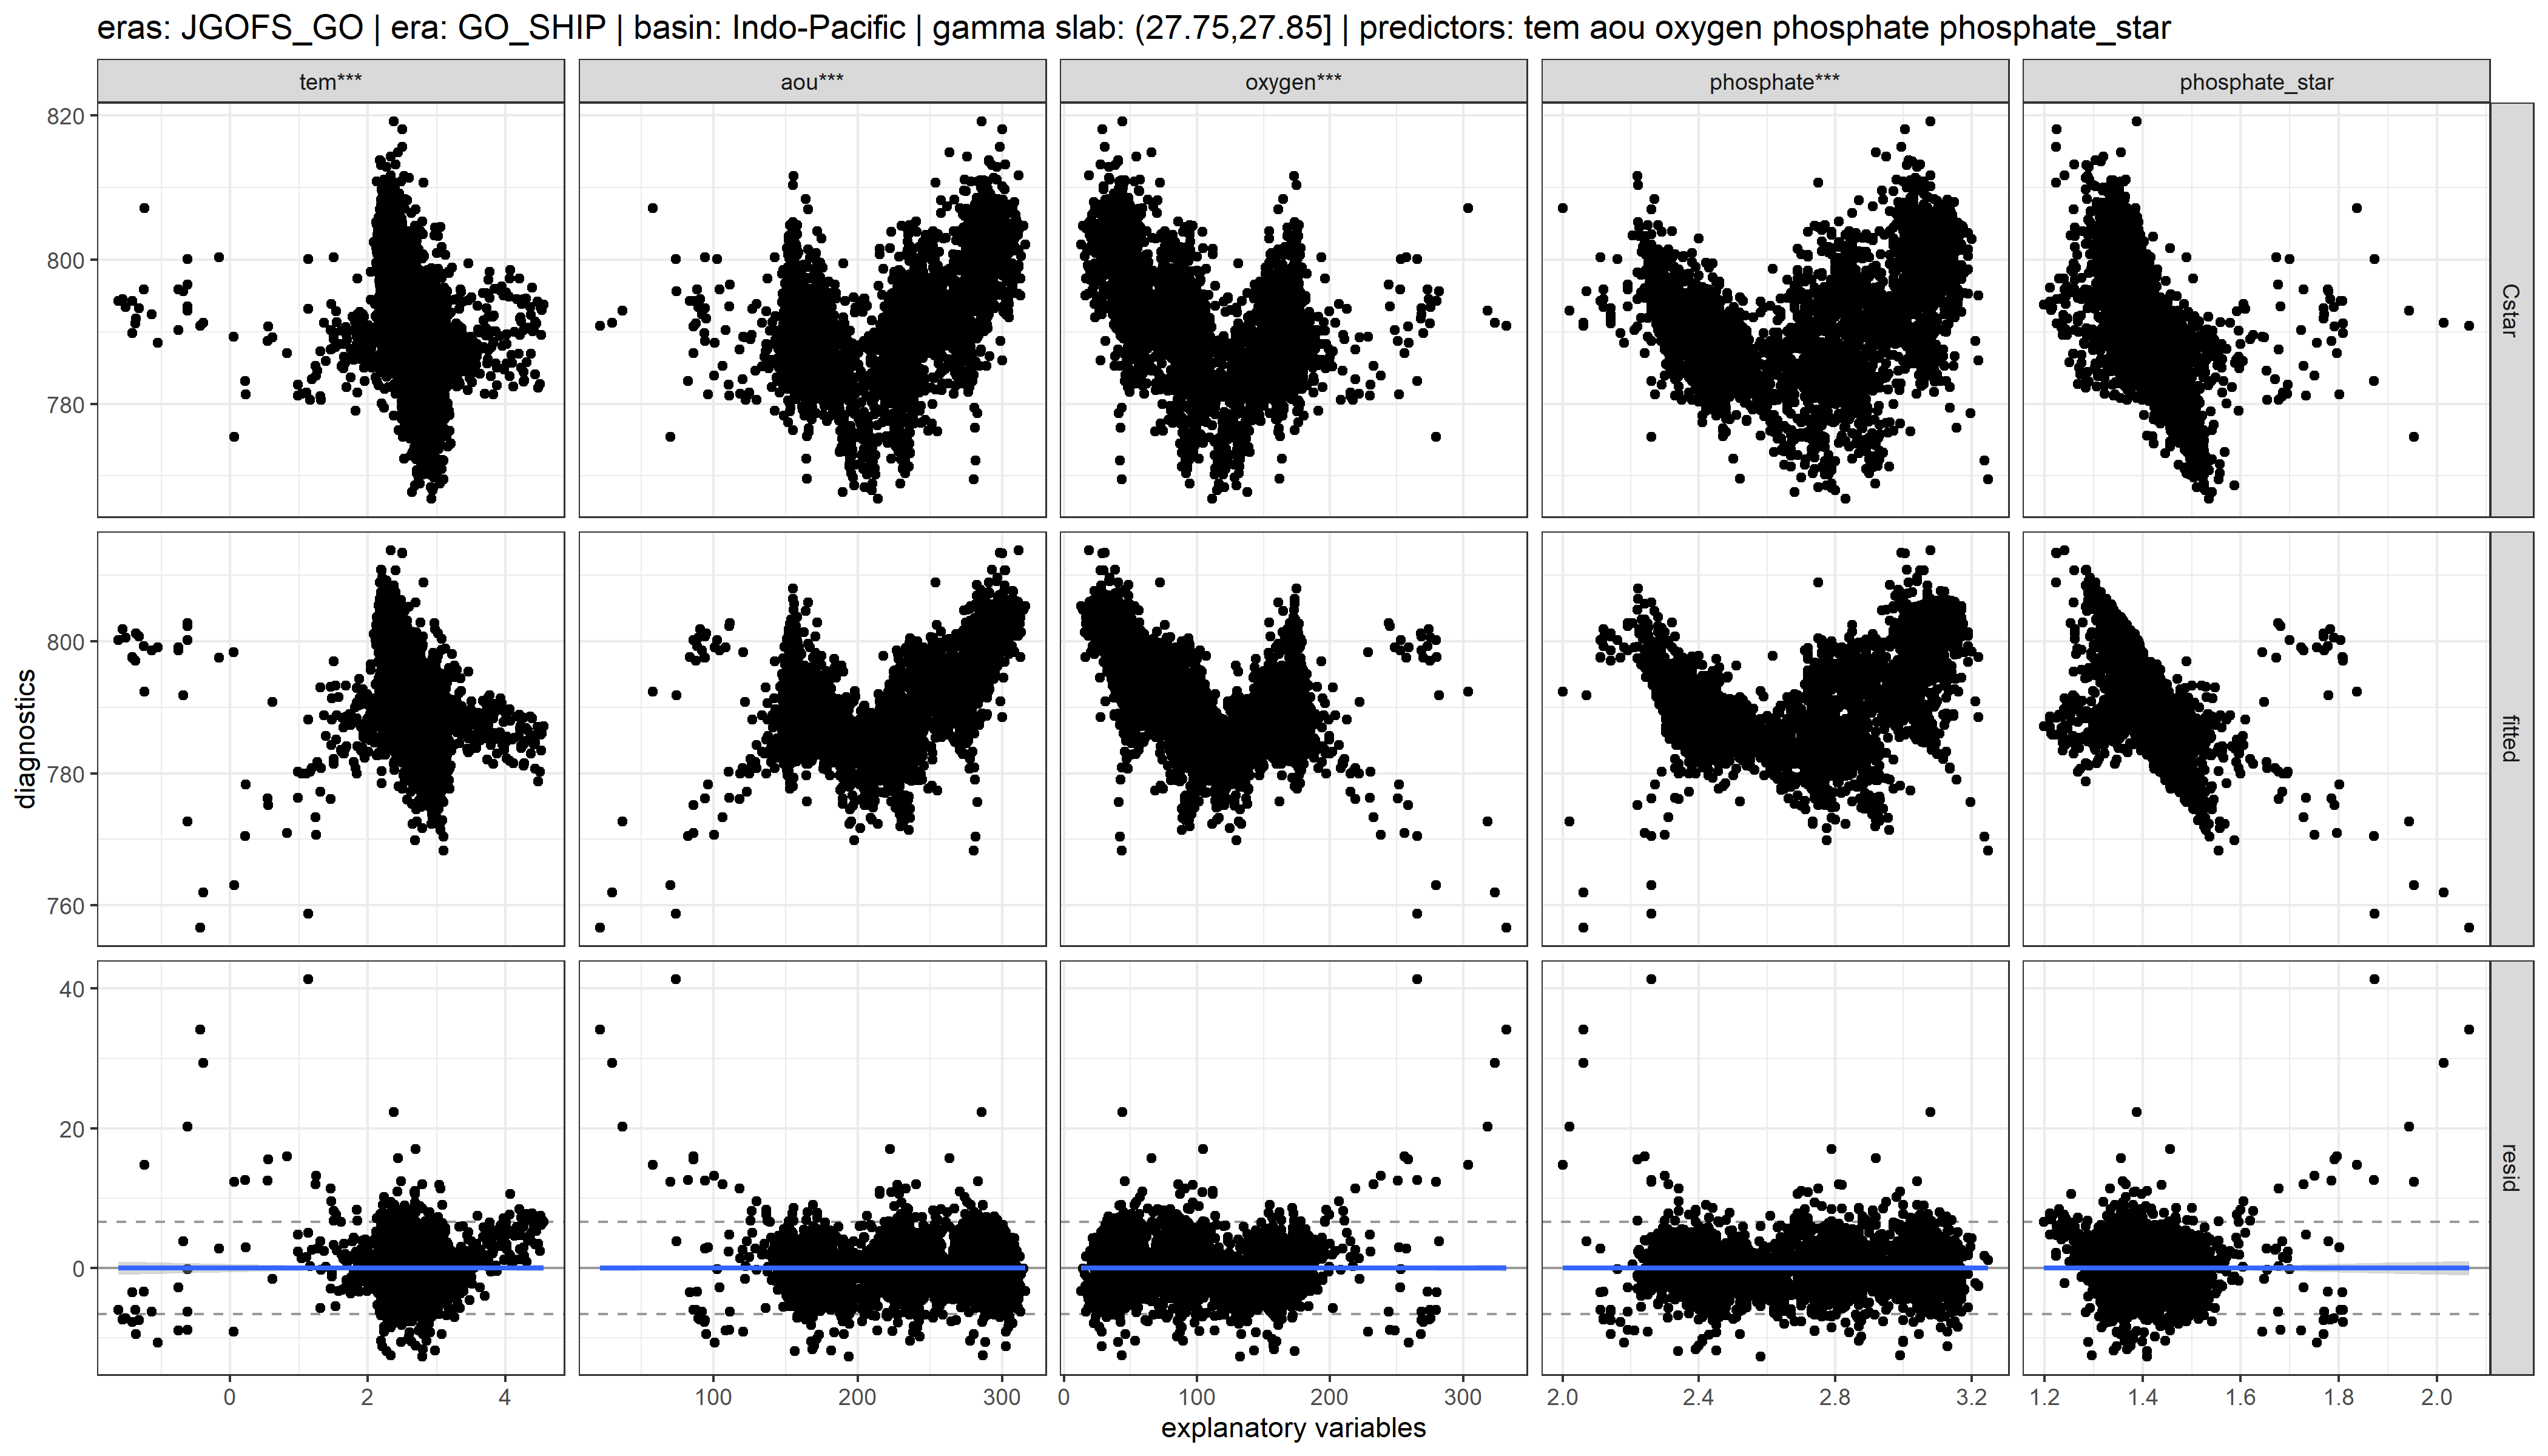 eras: JGOFS_GO | era: GO_SHIP | basin: Indo-Pacific | gamma slab: (27.75,27.85] | predictors: tem aou oxygen phosphate phosphate_star
tem*** aou*** oxygen*** phosphate*** phosphate_star
820
800
780
Cstar
800
780
760
fitted
diagnostics
40
20
0
resid
0 2 4 100 200 300 0 100 200 300 2.0 2.4 2.8 3.2 1.2 1.4 1.6 1.8 2.0
explanatory variables